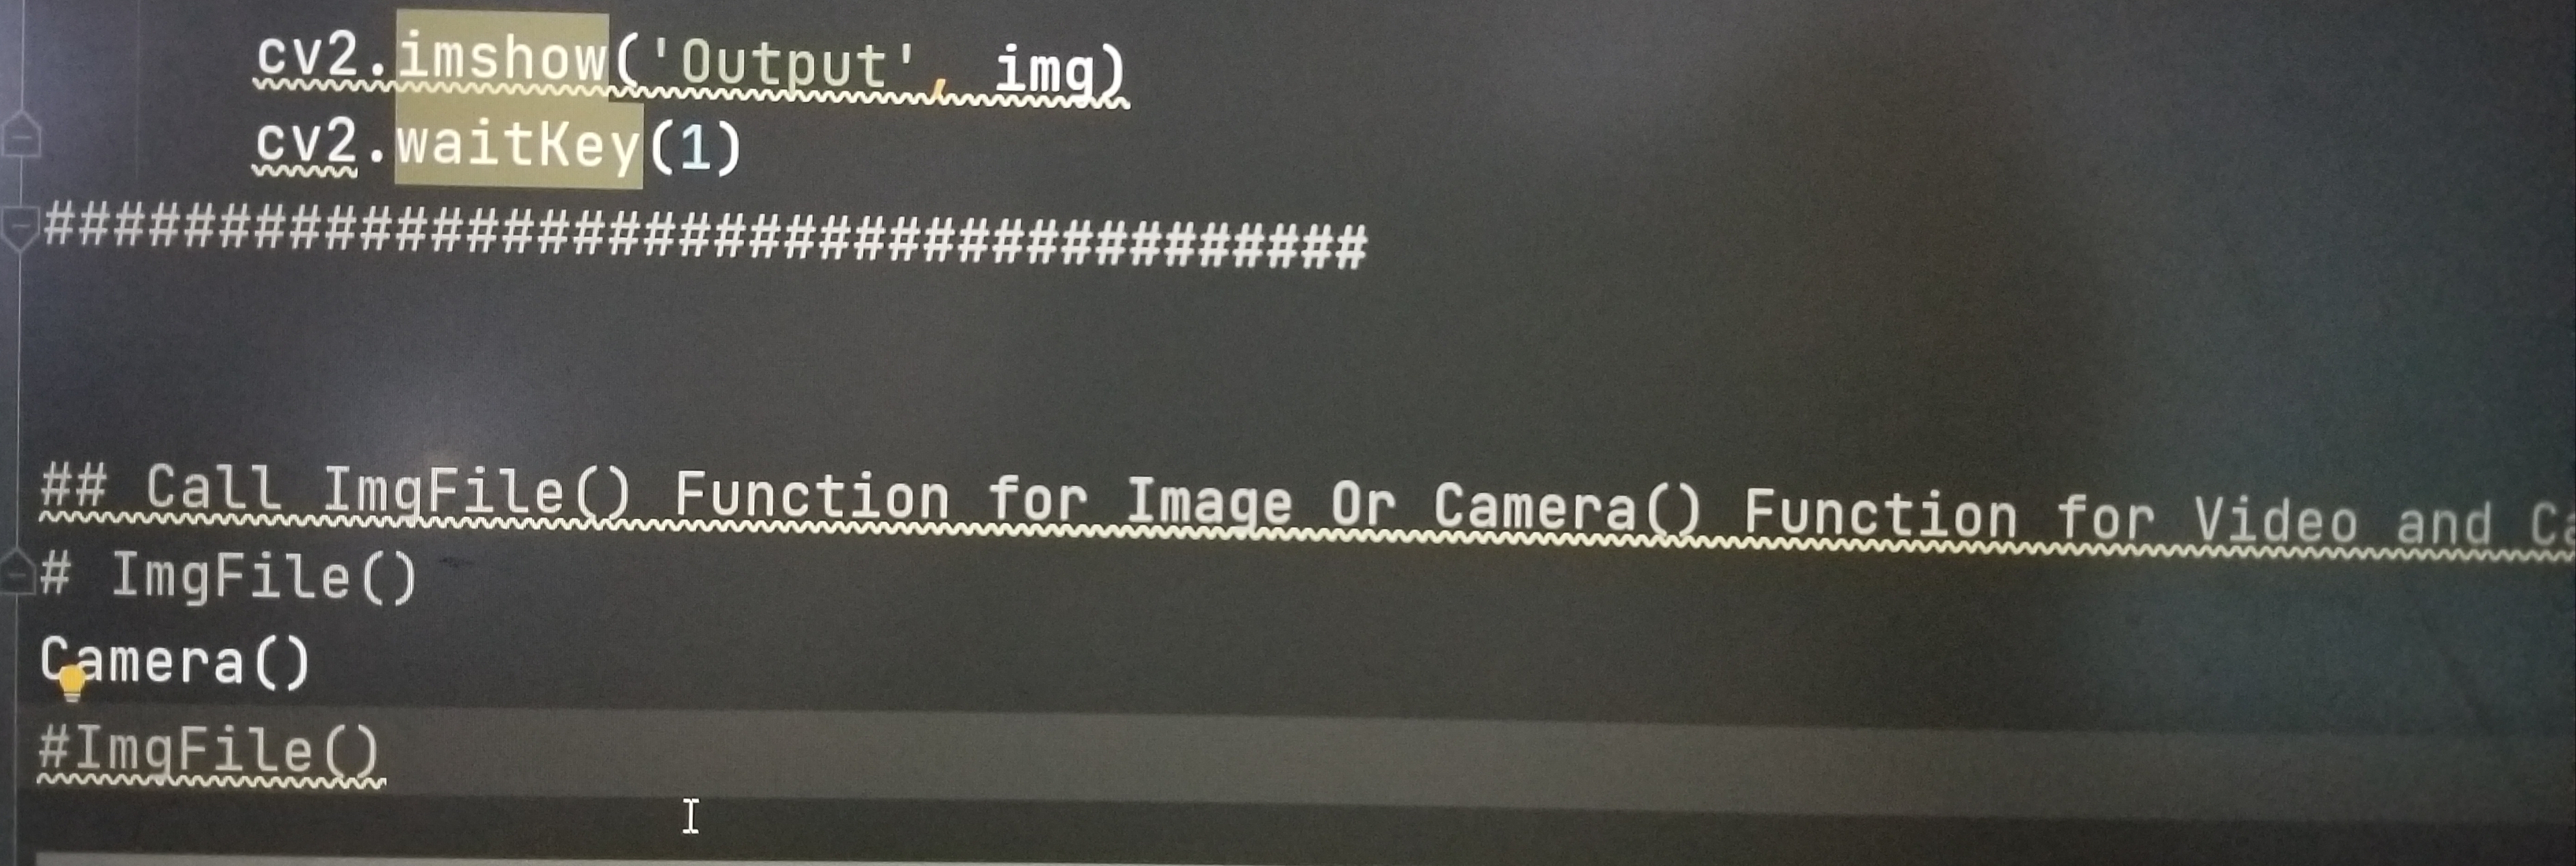 cv2.imshow('Output', img)
cv2.waitKey(1)
######################################
## Call ImgFile() Function for Image Or Camera() Function for Video and
# ImgFile()
Camera()
#ImgFile()